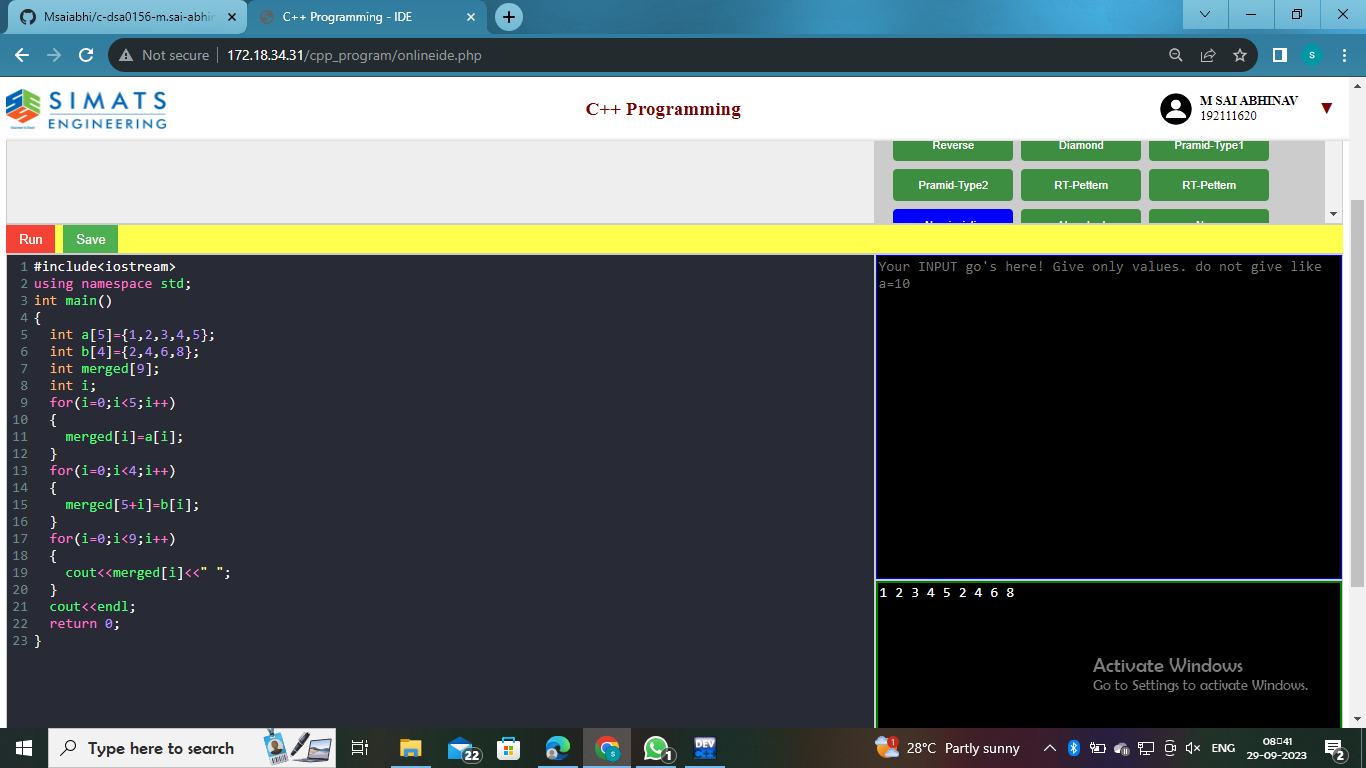 Msaiabhi/c-dsa0156-m.sai-abhin
C++ Programming - IDE
Not secure
172.18.34.31/cpp_program/onlineide.php
s
SIMATS
ENGINEERING
C++ Programming
M SAI ABHINAV
192111620
Reverse
Diamond
Pramid-Type1
Pramid-Type2
RT-Pettern
RT-Pettern
Run
Save
1 #include<iostream>
2 using namespace std;
3 int main()
4 {
5 int a[5]={1,2,3,4,5};
6 int b[4]={2,4,6,8};
7 int merged[9];
8 int i;
9 for(i=0;i<5;i++)
10 {
11 merged[i]=a[i];
12 }
13 for(i=0;i<4;i++)
14 {
15 merged[5+i]=b[i];
16 }
17 for(i=0;i<9;i++)
18 {
19 cout<<merged[i]<<" ";
20 }
21 cout<<endl;
22 return 0;
23 }
Your INPUT go's here! Give only values. do not give like
a=10
1 2 3 4 5 2 4 6 8
Activate Windows
Go to Settings to activate Windows.
Type here to search
22
1
DEV
1
28°C Partly sunny
ENG
08:41
29-09-2023
2